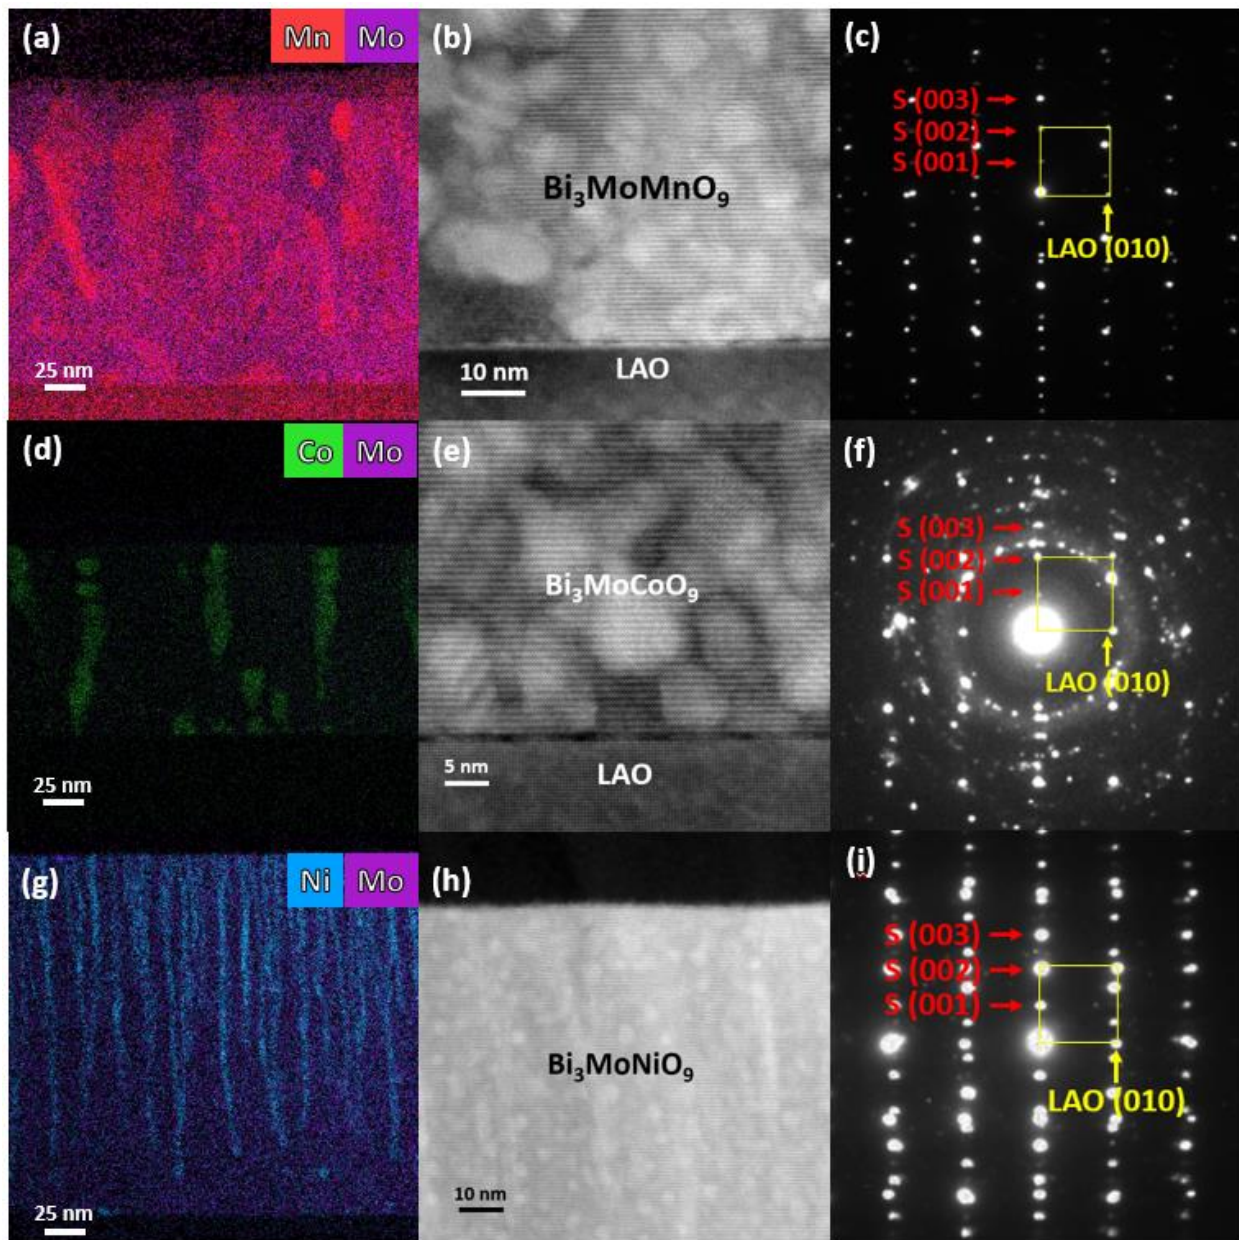 (a) Mn Mo
25 nm
(b)
Bi₃MoMnO₉
LAO
10 nm
(c)
S (003)
S (002)
S (001)
LAO (010)
(d) Co Mo
25 nm
(e)
Bi₃MoCoO₉
5 nm
LAO
(f)
S (003)
S (002)
S (001)
LAO (010)
(g) Ni Mo
25 nm
(h)
Bi₃MoNiO₉
10 nm
(i)
S (003)
S (002)
S (001)
LAO (010)